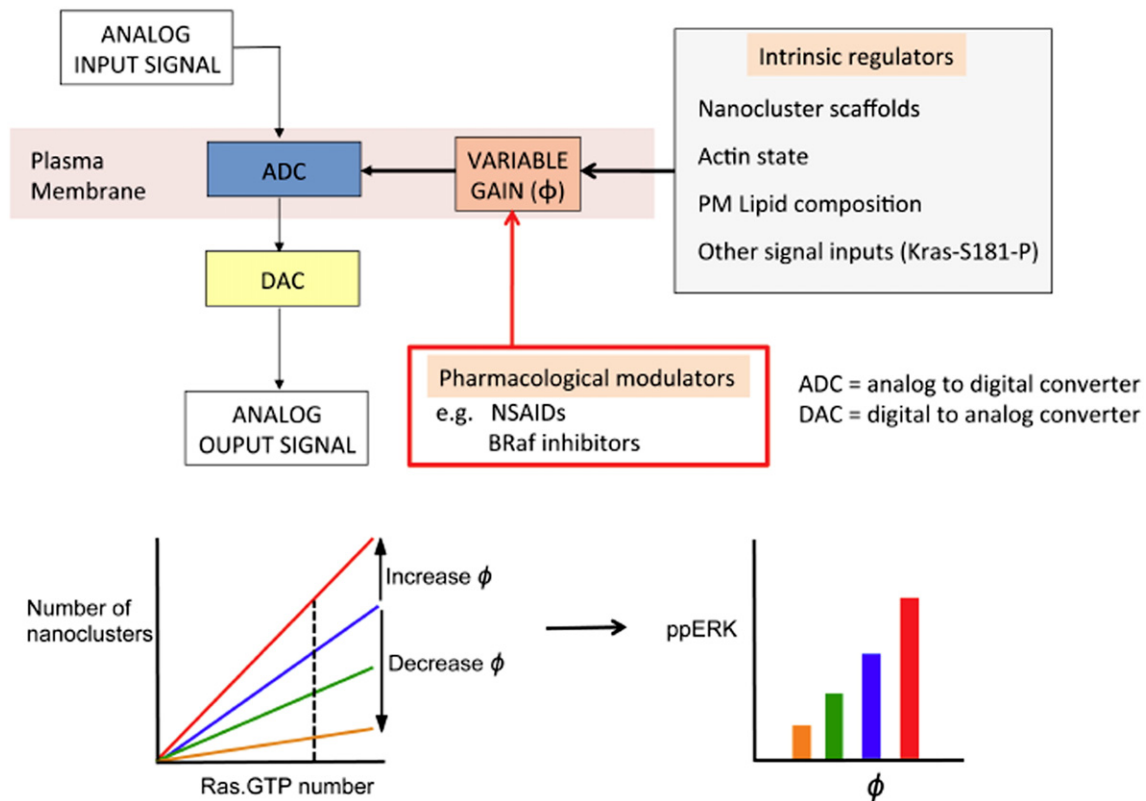 ANALOG
INPUT SIGNAL
Plasma
Membrane
ADC
VARIABLE
GAIN (ϕ)
Intrinsic regulators
Nanocluster scaffolds
Actin state
PM Lipid composition
Other signal inputs (Kras-S181-P)
DAC
ANALOG
OUPUT SIGNAL
Pharmacological modulators
e.g. NSAIDs
BRaf inhibitors
ADC = analog to digital converter
DAC = digital to analog converter
Number of
nanoclusters
Increase ϕ
Decrease ϕ
Ras.GTP number
ppERK
ϕ